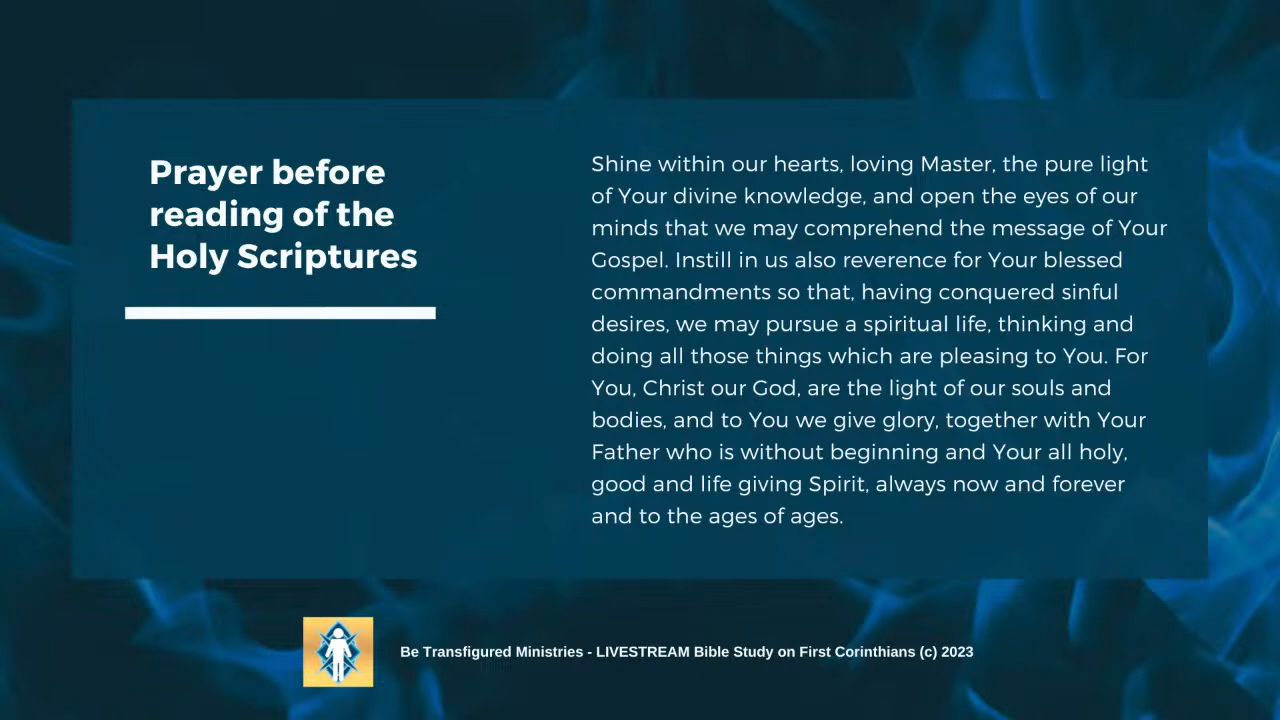 Prayer before
reading of the
Holy Scriptures
Shine within our hearts, loving Master, the pure light
of Your divine knowledge, and open the eyes of our
minds that we may comprehend the message of Your
Gospel. Instill in us also reverence for Your blessed
commandments so that, having conquered sinful
desires, we may pursue a spiritual life, thinking and
doing all those things which are pleasing to You. For
You, Christ our God, are the light of our souls and
bodies, and to You we give glory, together with Your
Father who is without beginning and Your all holy,
good and life giving Spirit, always now and forever
and to the ages of ages.
Be Transfigured Ministries - LIVESTREAM Bible Study on First Corinthians (c) 2023